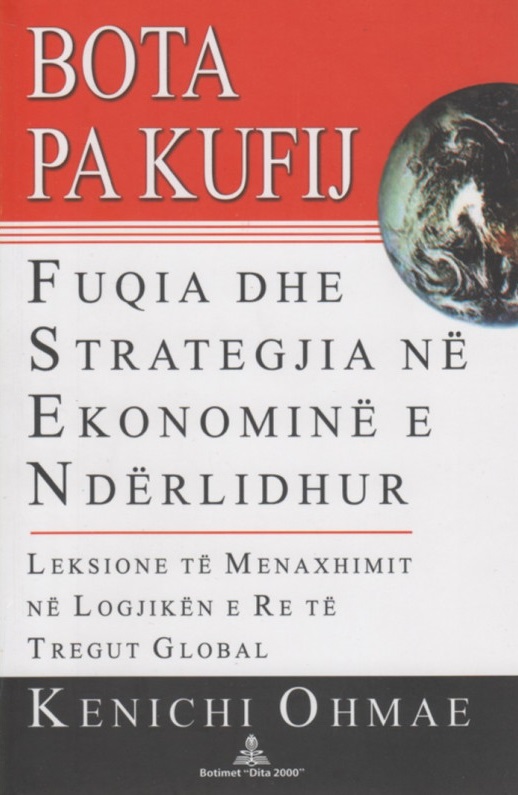 BOTA
PA KUFIJ
FUQIA DHE
STRATEGJIA NË
EKONOMINË E
NDËRLIDHUR
LEKSIONE TË MENAXHIMIT
NË LOGJIKËN E RE TË
TREGUT GLOBAL
KENICHI OHMAE
Botimet "Dita 2000"